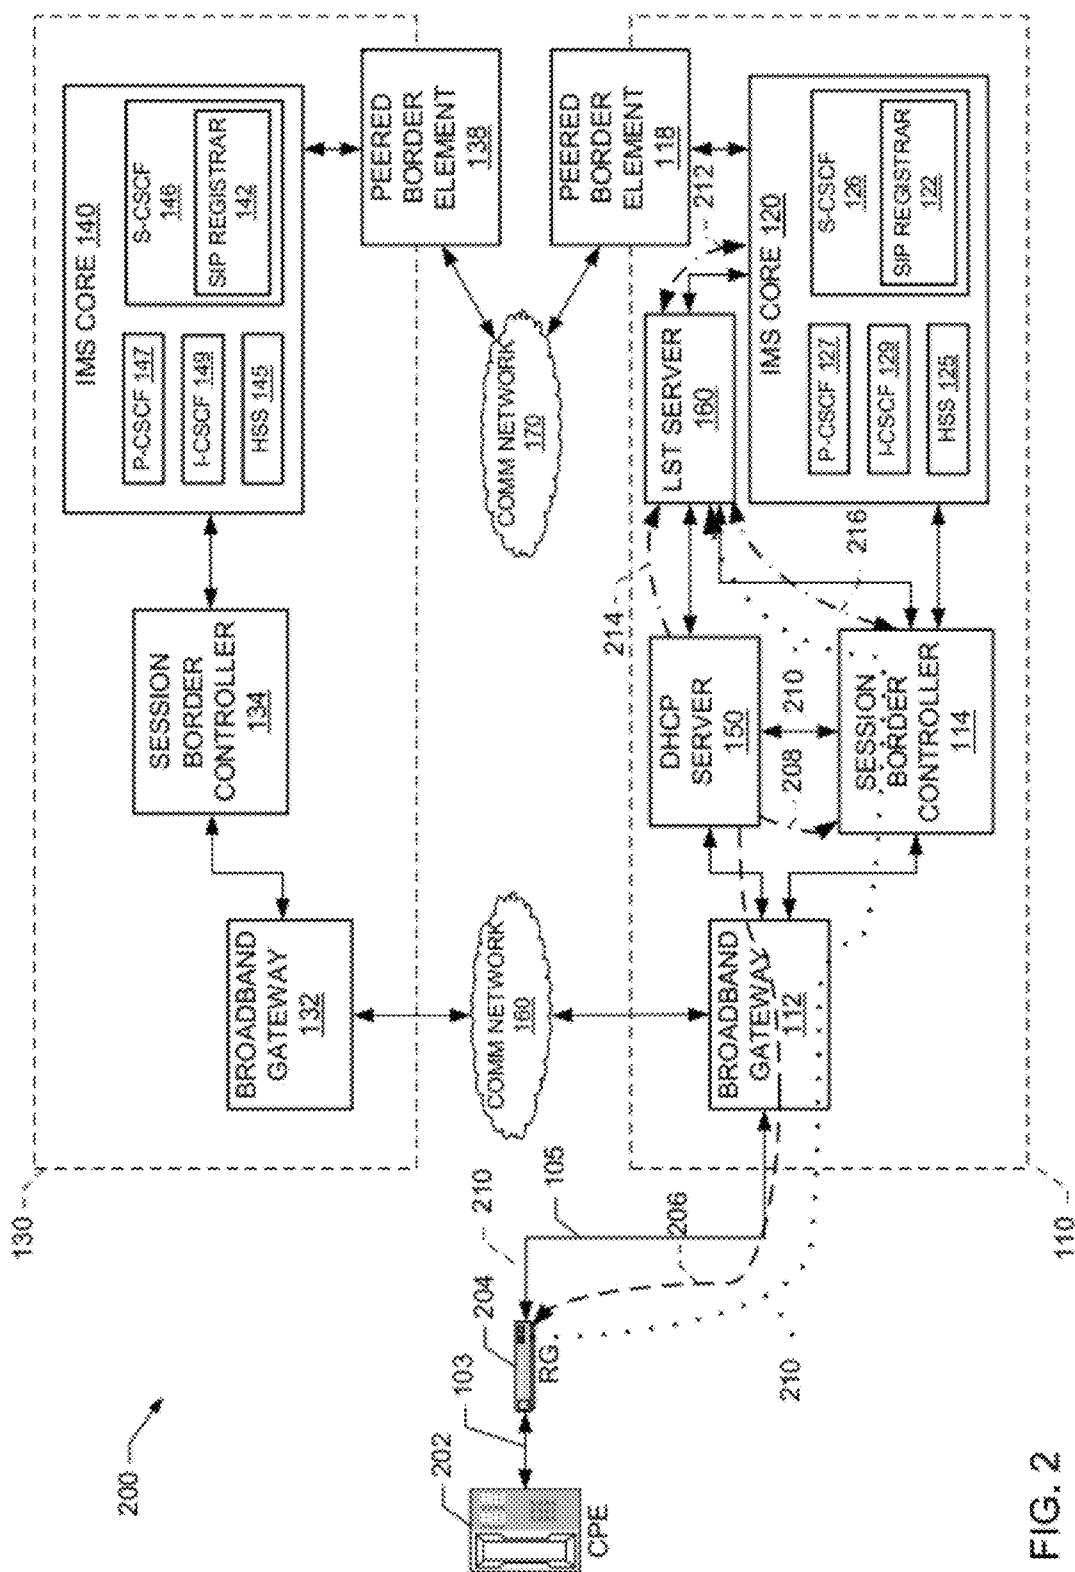 200
130
BROADBAND
GATEWAY
132
SESSION
BORDER
CONTROLLER
134
IMS CORE 140
P-CSCF 147
I-CSCF 149
HSS 145
S-CSCF
146
SIP REGISTRAR
142
PEERED
BORDER
ELEMENT
138
202
CPE
103
204
RG
210
105
206
210
COMM NETWORK
160
COMM NETWORK
170
110
BROADBAND
GATEWAY
112
DHCP
SERVER
150
208
210
214
216
SESSION
BORDER
CONTROLLER
114
LST SERVER
160
212
PEERED
BORDER
ELEMENT
118
IMS CORE 120
P-CSCF 127
I-CSCF 129
HSS 125
S-CSCF
126
SIP REGISTRAR
122
FIG. 2